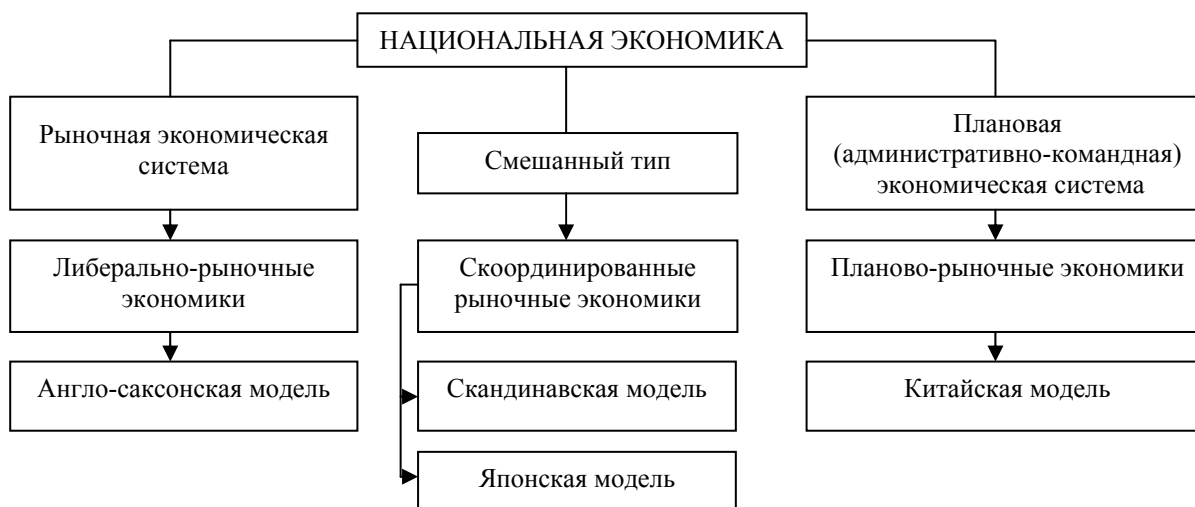 НАЦИОНАЛЬНАЯ ЭКОНОМИКА
Рыночная экономическая
система
Смешанный тип
Плановая
(административно-командная)
экономическая система
Либерально-рыночные
экономики
Скоординированные
рыночные экономики
Планово-рыночные экономики
Англо-саксонская модель
Скандинавская модель
Китайская модель
Японская модель